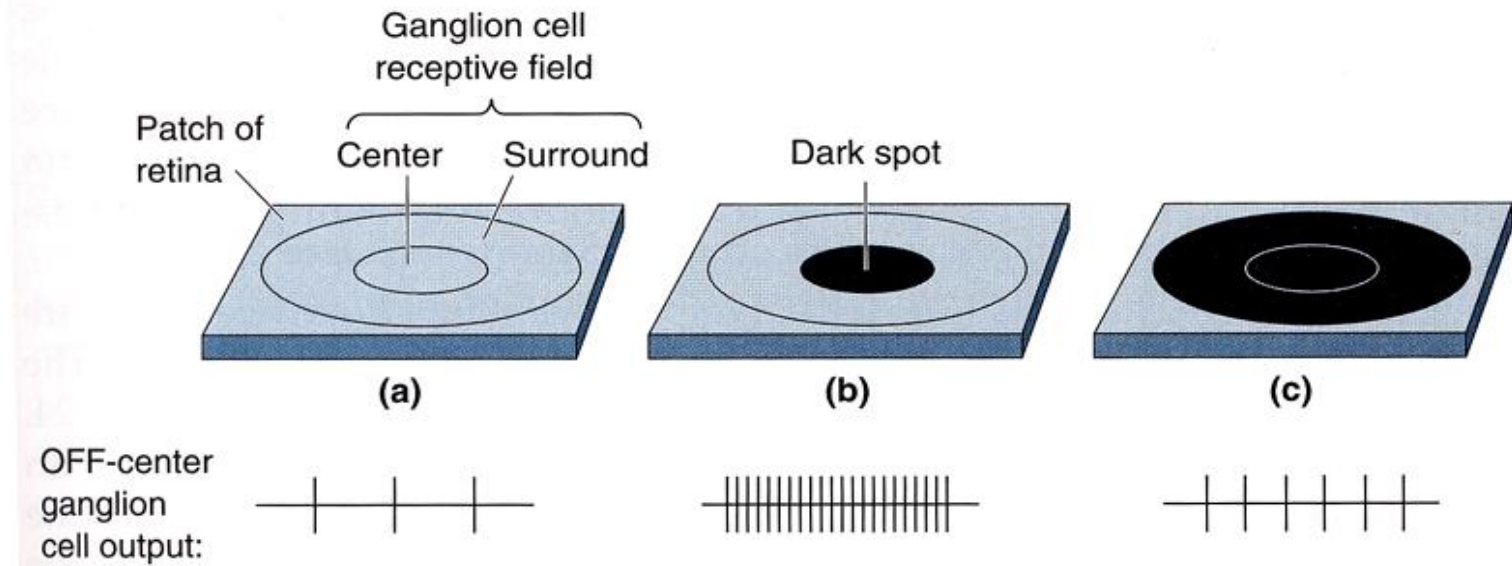 Ganglion cell
receptive field
Patch of
retina
Center
Surround
Dark spot
(a)
(b)
(c)
OFF-center
ganglion
cell output: